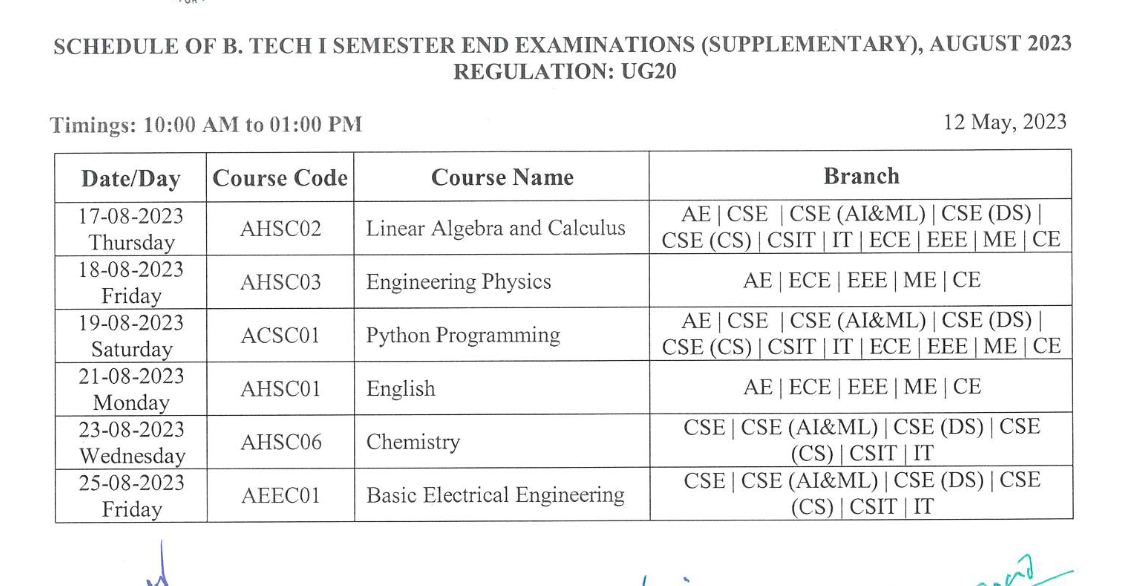 SCHEDULE OF B. TECH I SEMESTER END EXAMINATIONS (SUPPLEMENTARY), AUGUST 2023
REGULATION: UG20
Timings: 10:00 AM to 01:00 PM
12 May, 2023
Date/Day Course Code Course Name Branch
17-08-2023
Thursday
AHSC02
Linear Algebra and Calculus
AE | CSE | CSE (AI&ML) | CSE (DS) |
CSE (CS) | CSIT | IT | ECE | EEE | ME | CE
18-08-2023
Friday
AHSC03
Engineering Physics
AE | ECE | EEE | ME | CE
19-08-2023
Saturday
ACSC01
Python Programming
AE | CSE | CSE (AI&ML) | CSE (DS) |
CSE (CS) | CSIT | IT | ECE | EEE | ME | CE
21-08-2023
Monday
AHSC01
English
AE | ECE | EEE | ME | CE
23-08-2023
Wednesday
AHSC06
Chemistry
CSE | CSE (AI&ML) | CSE (DS) | CSE
(CS) | CSIT | IT
25-08-2023
Friday
AEEC01
Basic Electrical Engineering
CSE | CSE (AI&ML) | CSE (DS) | CSE
(CS) | CSIT | IT